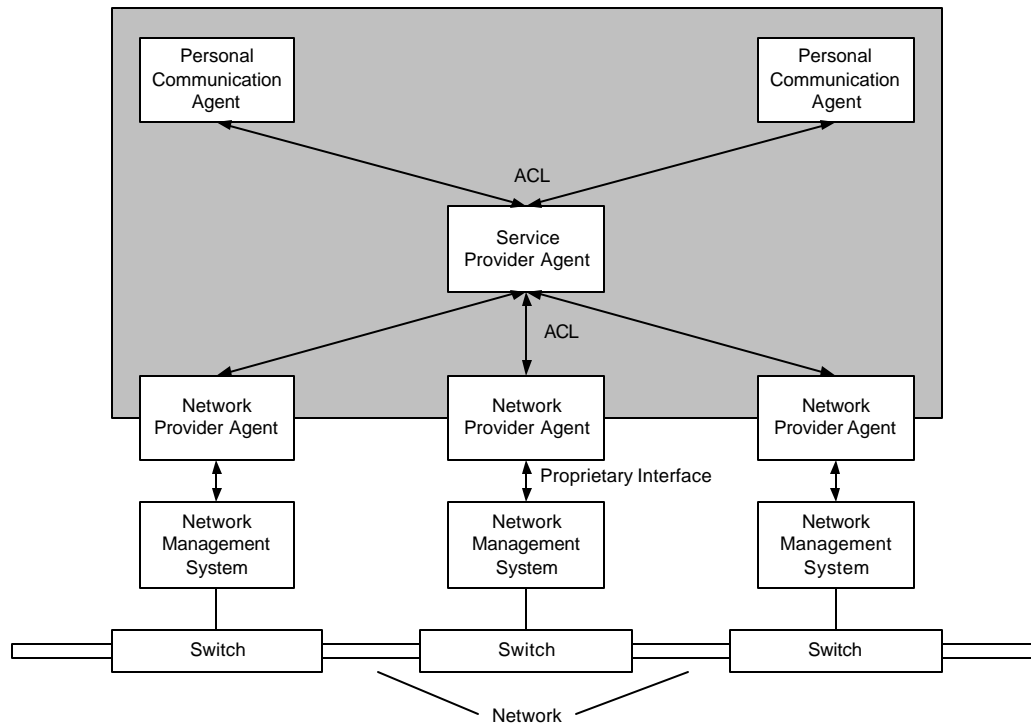 Personal
Communication
Agent
Personal
Communication
Agent
ACL
Service
Provider Agent
ACL
Network
Provider Agent
Network
Provider Agent
Network
Provider Agent
Proprietary Interface
Network
Management
System
Network
Management
System
Network
Management
System
Switch
Switch
Switch
Network